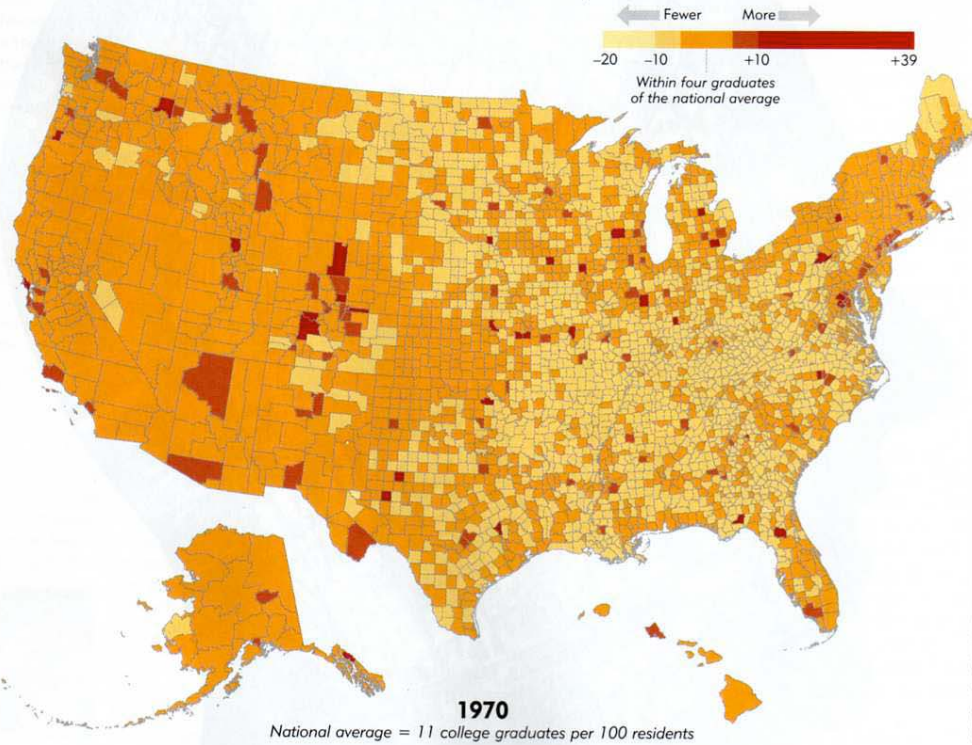 Fewer More
-20 -10 +10 +39
Within four graduates
of the national average
1970
National average = 11 college graduates per 100 residents